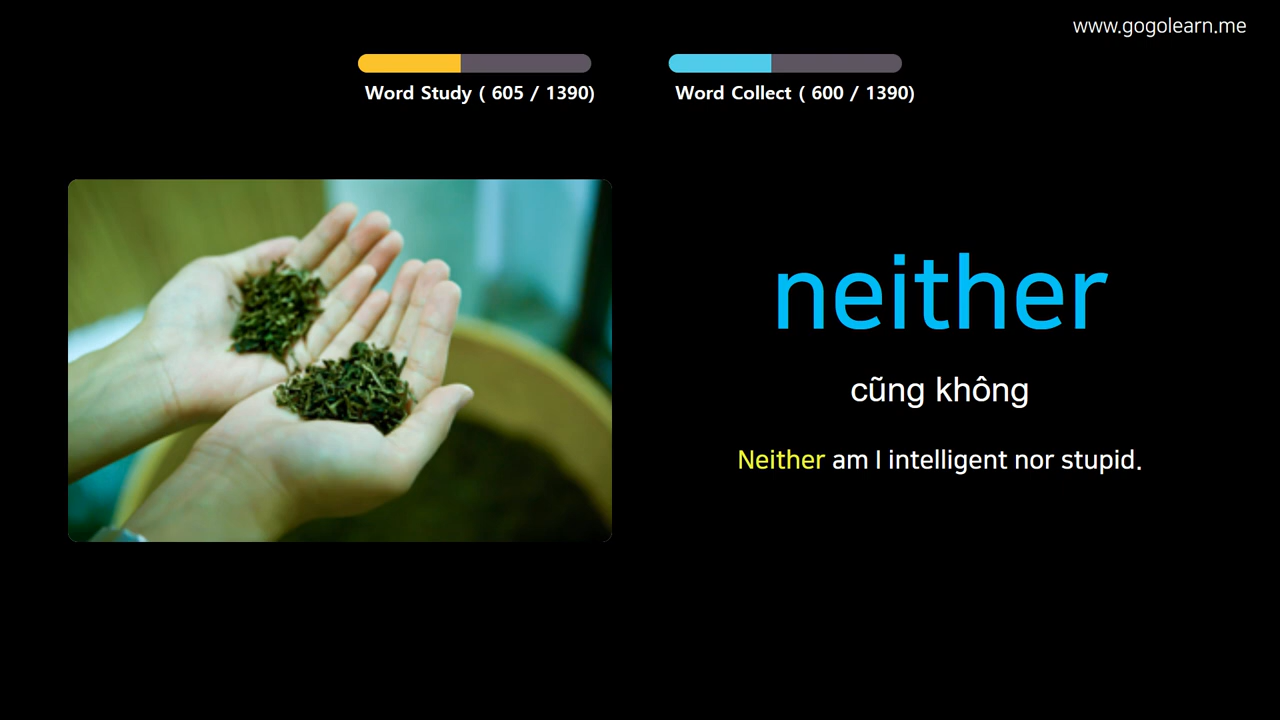 www.gogolearn.me
Word Study ( 605 / 1390)
Word Collect ( 600 / 1390)
neither
cũng không
Neither am I intelligent nor stupid.